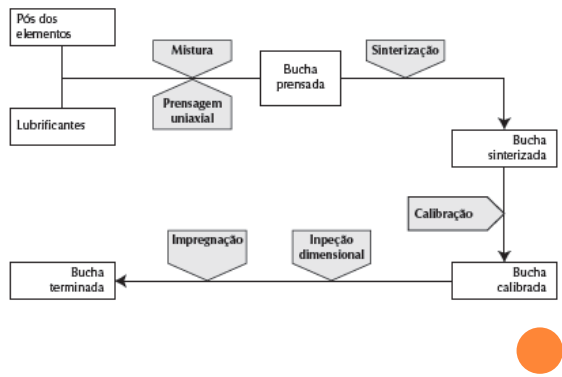 Pós dos
elementos
Mistura
Sinterização
Bucha
prensada
Prensagem
uniaxial
Lubrificantes
Bucha
sinterizada
Calibração
Impregnação
Inpeção
dimensional
Bucha
terminada
Bucha
calibrada